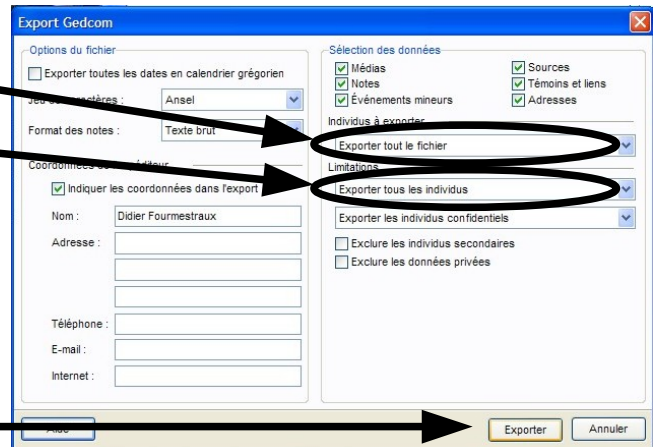 Export Gedcom
Options du fichier
Exporter toutes les dates en calendrier grégorien
caractères : Ansel
Format des notes : Texte brut
Coordonnées
Indiquer les coordonnées dans l'export
Nom : Didier Fourmestraux
Adresse :
Téléphone :
E-mail :
Internet :
Sélection des données
Médias Sources
Notes Témoins et liens
Événements mineurs Adresses
Individus à exporter
Exporter tout le fichier
Limitations
Exporter tous les individus
Exporter les individus confidentiels
Exclure les individus secondaires
Exclure les données privées
Exporter Annuler